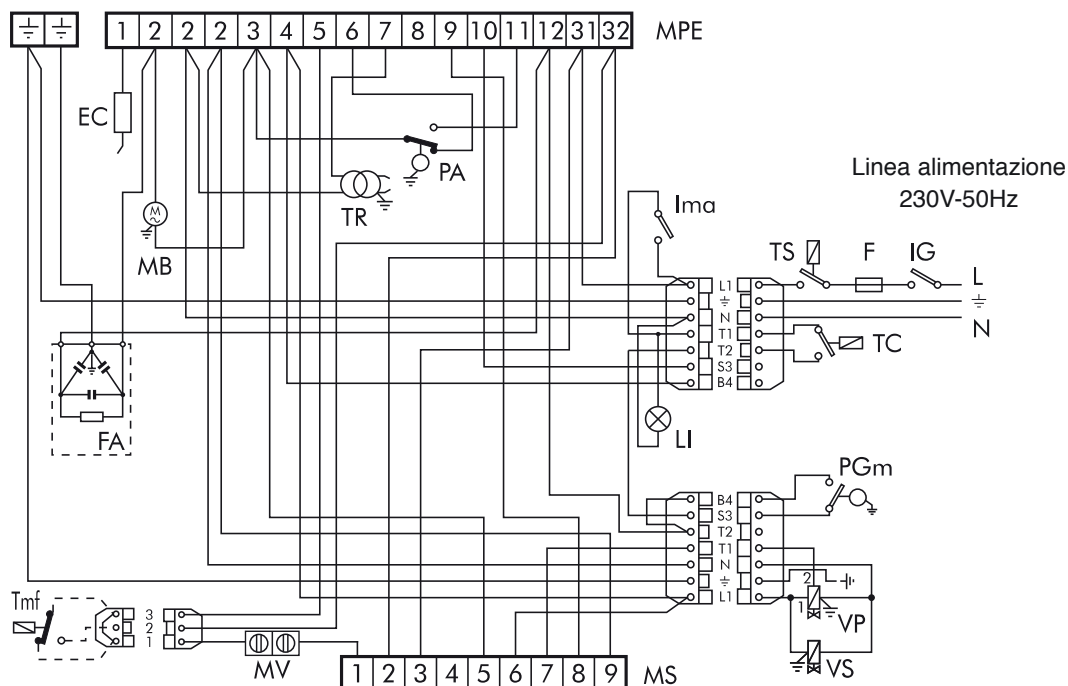 1 2 2 2 3 4 5 6 7 8 9 10 11 12 31 32 MPE
EC
PA
Linea alimentazione
230V-50Hz
TR
Ima
MB
TS F IG
L
L1
N
N
T1
TC
T2
S3
B4
FA
LI
PGm
B4
S3
T2
T1
N
2
Tmf
3
L1
1
2
VP
1
MV
VS
1 2 3 4 5 6 7 8 9 MS
M